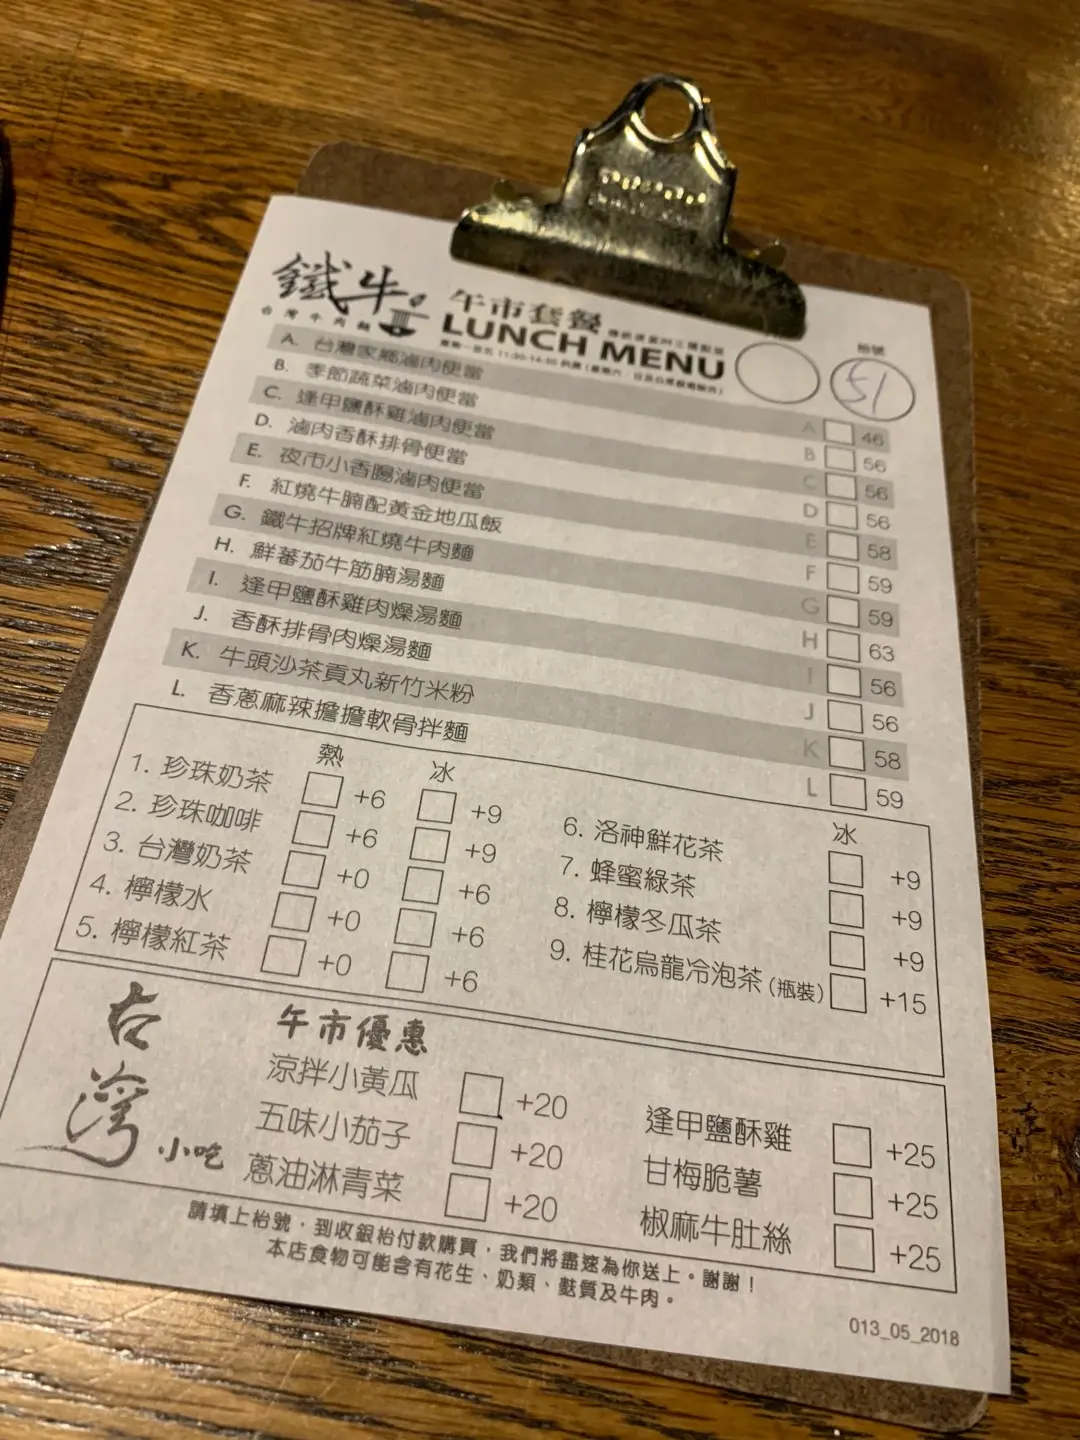 鐵牛
台灣牛肉麵
午市套餐
LUNCH MENU
枱號
51
A. 台灣家鄉滷肉便當 A 46
B. 季節蔬菜滷肉便當 B 56
C. 逢甲鹽酥雞滷肉便當 C 56
D. 滷肉香酥排骨便當 D 56
E. 夜市小香腸滷肉便當 E 58
F. 紅燒牛腩配黃金地瓜飯 F 59
G. 鐵牛招牌紅燒牛肉麵 G 59
H. 鮮蕃茄牛筋腩湯麵 H 63
I. 逢甲鹽酥雞肉燥湯麵 I 56
J. 香酥排骨肉燥湯麵 J 56
K. 牛頭沙茶貢丸新竹米粉 K 58
L. 香蔥麻辣擔擔軟骨拌麵 L 59
熱 冰
1. 珍珠奶茶 +6 +9
2. 珍珠咖啡 +6 +9
3. 台灣奶茶 +0 +6
4. 檸檬水 +0 +6
5. 檸檬紅茶 +0 +6
冰
6. 洛神鮮花茶 +9
7. 蜂蜜綠茶 +9
8. 檸檬冬瓜茶 +9
9. 桂花烏龍冷泡茶(瓶裝) +15
台灣小吃
午市優惠
涼拌小黃瓜 +20
五味小茄子 +20
蔥油淋青菜 +20
逢甲鹽酥雞 +25
甘梅脆薯 +25
椒麻牛肚絲 +25
請填上枱號，到收銀枱付款購買，我們將盡速為你送上。謝謝！
本店食物可能含有花生、奶類、麩質及牛肉。
013_05_2018